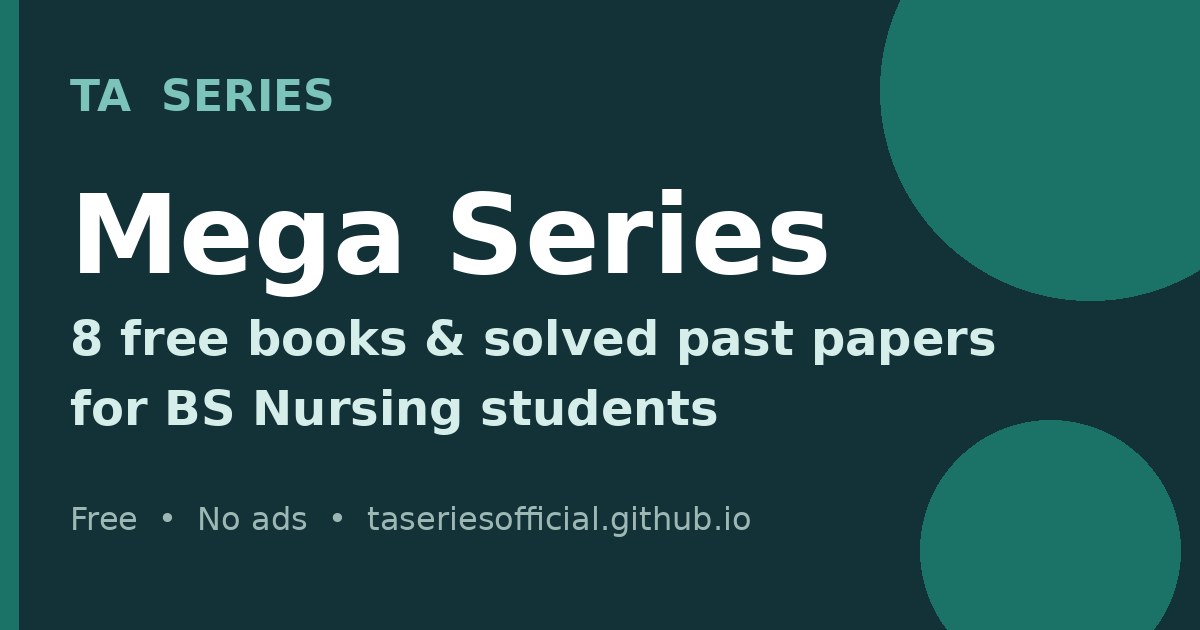 TA SERIES
Mega Series
8 free books & solved past papers
for BS Nursing students
Free • No ads • taseriesofficial.github.io